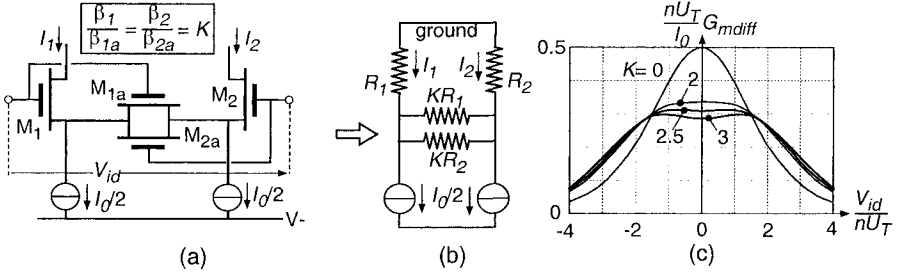 β1/β1a = β2/β2a = K
I1
I2
M1a
M2
M1
M2a
Vid
I0/2
I0/2
V-
(a)
ground
I1
I2
R1
R2
KR1
KR2
I0/2
(b)
nUT/I0 Gmdiff
0.5
K=0
2
2.5
3
0
-4
-2
0
2
4
Vid/nUT
(c)